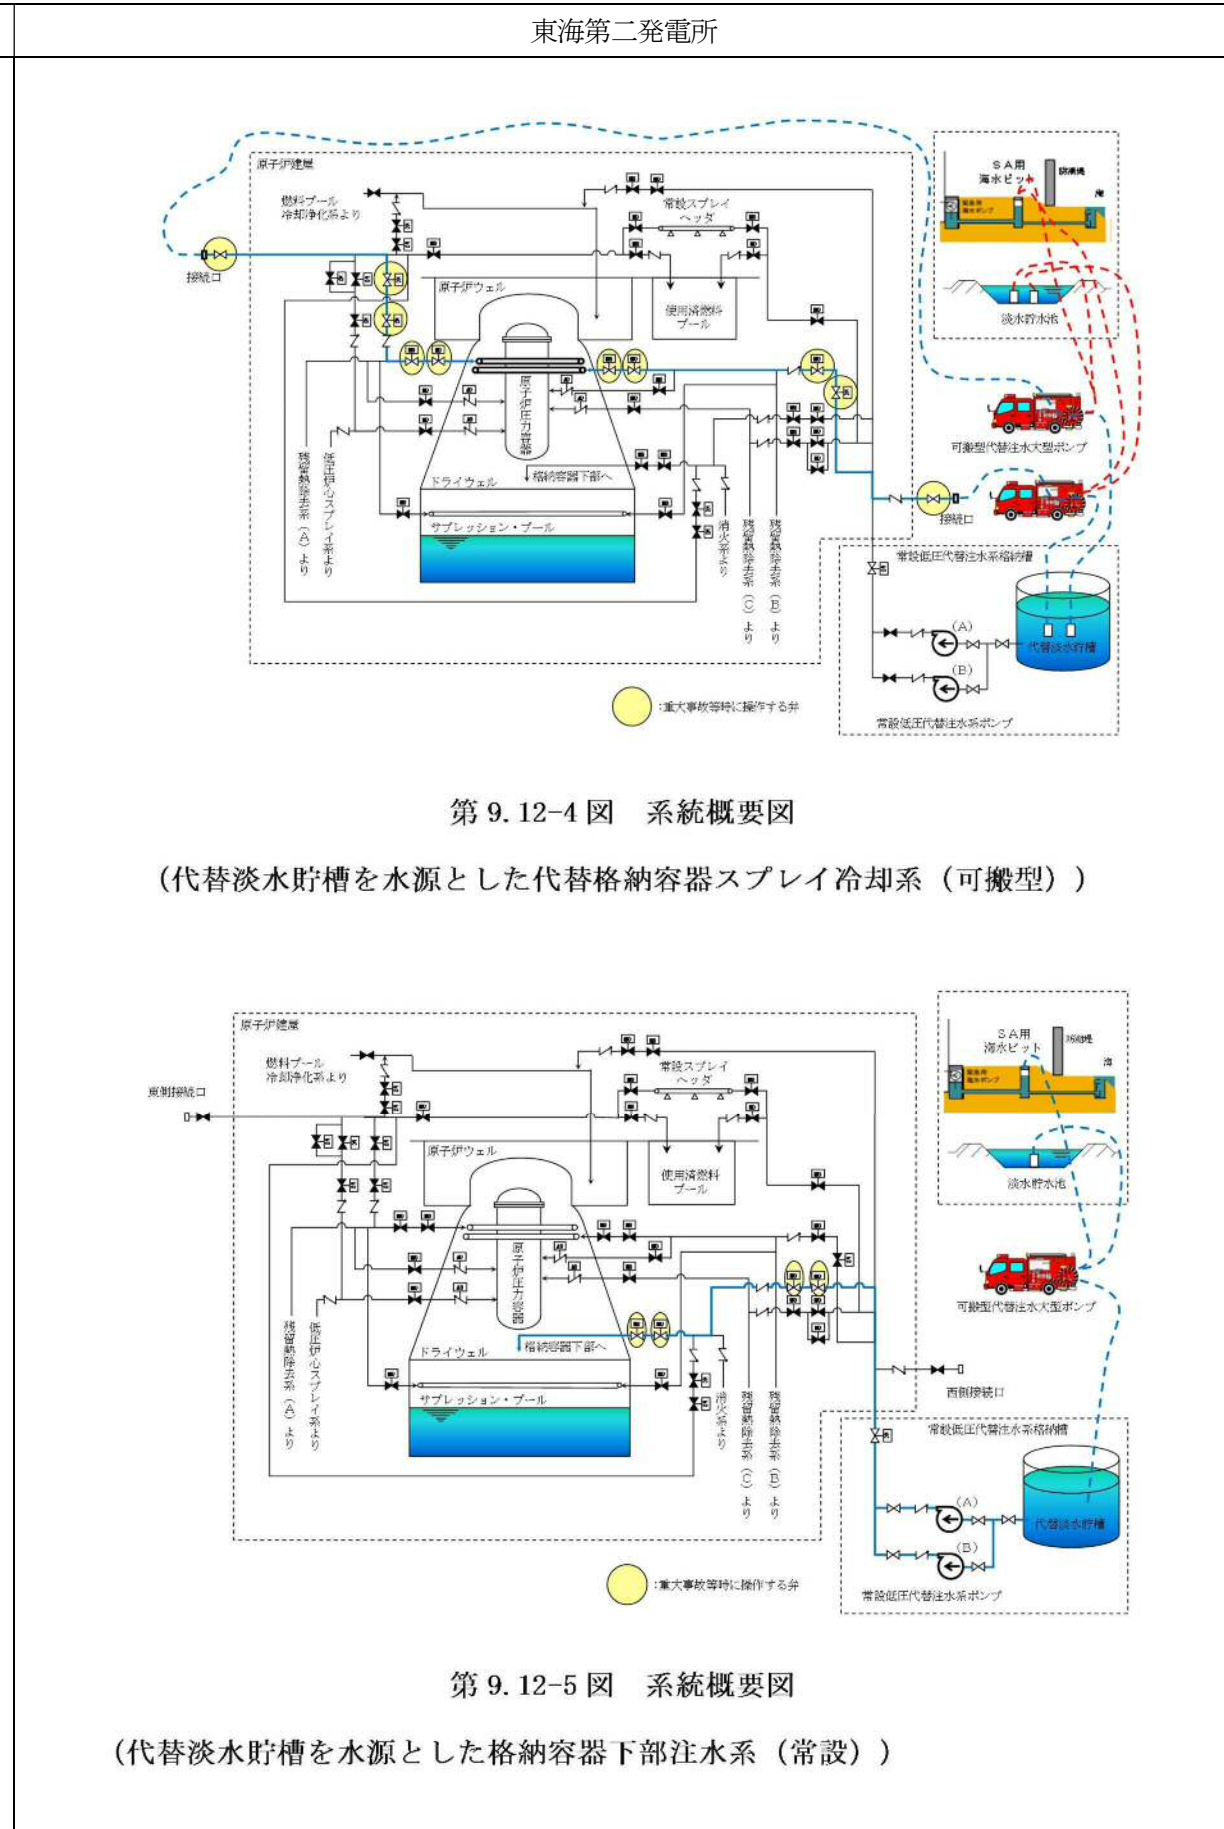 東海第二発電所
原子炉建屋
燃料プール
冷却浄化系より
常設スプレイ
ヘッダ
SA用
海水ピット
防潮堤
海
緊急用
海水ポンプ
接続口
原子炉ウェル
使用済燃料
プール
淡水貯水池
原子炉圧力容器
可搬型代替注水大型ポンプ
残留熱除去系(A)より
低圧炉心スプレイ系より
ドライウェル
格納容器下部へ
サプレッション・プール
消火系より
残留熱除去系(C)より
残留熱除去系(B)より
接続口
常設低圧代替注水系格納槽
(A)
代替淡水貯槽
(B)
常設低圧代替注水系ポンプ
:重大事故等時に操作する弁
第9.12-4図 系統概要図
(代替淡水貯槽を水源とした代替格納容器スプレイ冷却系(可搬型))
原子炉建屋
燃料プール
冷却浄化系より
常設スプレイ
ヘッダ
SA用
海水ピット
防潮堤
海
緊急用
海水ポンプ
東側接続口
原子炉ウェル
使用済燃料
プール
淡水貯水池
原子炉圧力容器
可搬型代替注水大型ポンプ
残留熱除去系(A)より
低圧炉心スプレイ系より
ドライウェル
格納容器下部へ
サプレッション・プール
消火系より
残留熱除去系(C)より
残留熱除去系(B)より
西側接続口
常設低圧代替注水系格納槽
(A)
代替淡水貯槽
(B)
常設低圧代替注水系ポンプ
:重大事故等時に操作する弁
第9.12-5図 系統概要図
(代替淡水貯槽を水源とした格納容器下部注水系(常設))